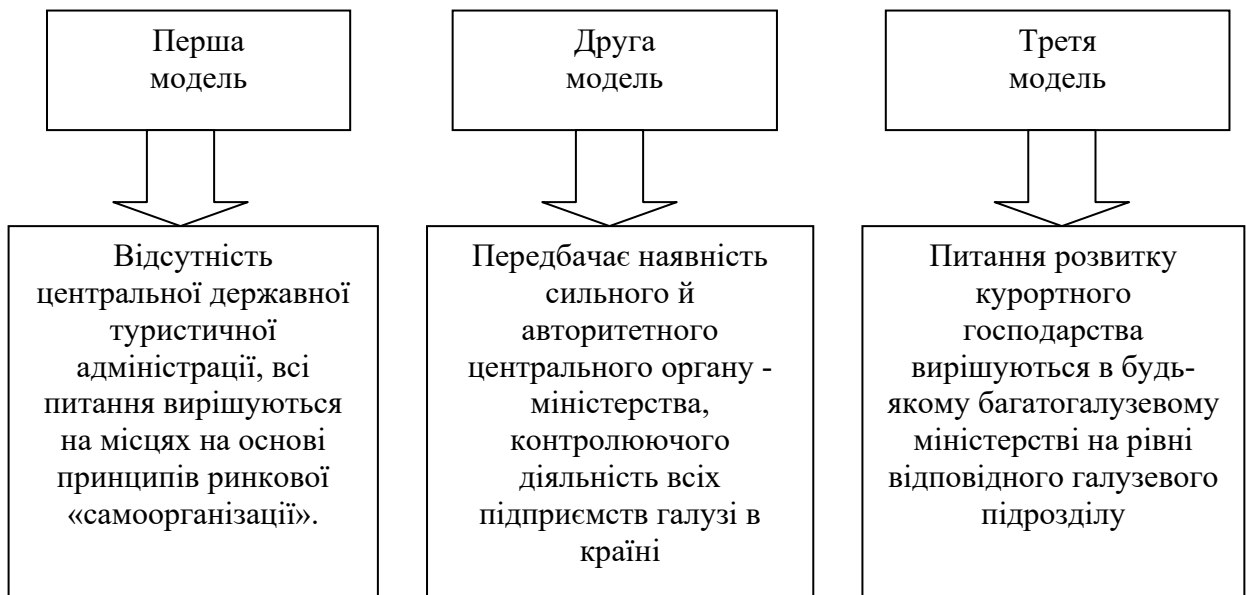 Перша
модель
Друга
модель
Третя
модель
Відсутність
центральної державної
туристичної
адміністрації, всі
питання вирішуються
на місцях на основі
принципів ринкової
«самоорганізації».
Передбачає наявність
сильного й
авторитетного
центрального органу -
міністерства,
контролюючого
діяльність всіх
підприємств галузі в
країні
Питання розвитку
курортного
господарства
вирішуються в будь-
якому багатогалузевому
міністерстві на рівні
відповідного галузевого
підрозділу